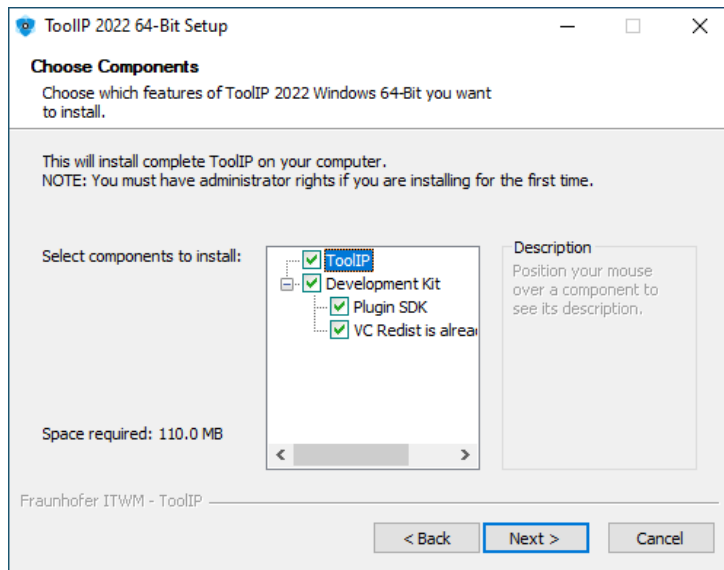 ToolIP 2022 64-Bit Setup
Choose Components
Choose which features of ToolIP 2022 Windows 64-Bit you want
to install.
This will install complete ToolIP on your computer.
NOTE: You must have administrator rights if you are installing for the first time.
Select components to install:
ToolIP
Development Kit
Plugin SDK
VC Redist is alrea
Description
Position your mouse
over a component to
see its description.
Space required: 110.0 MB
Fraunhofer ITWM - ToolIP
< Back
Next >
Cancel